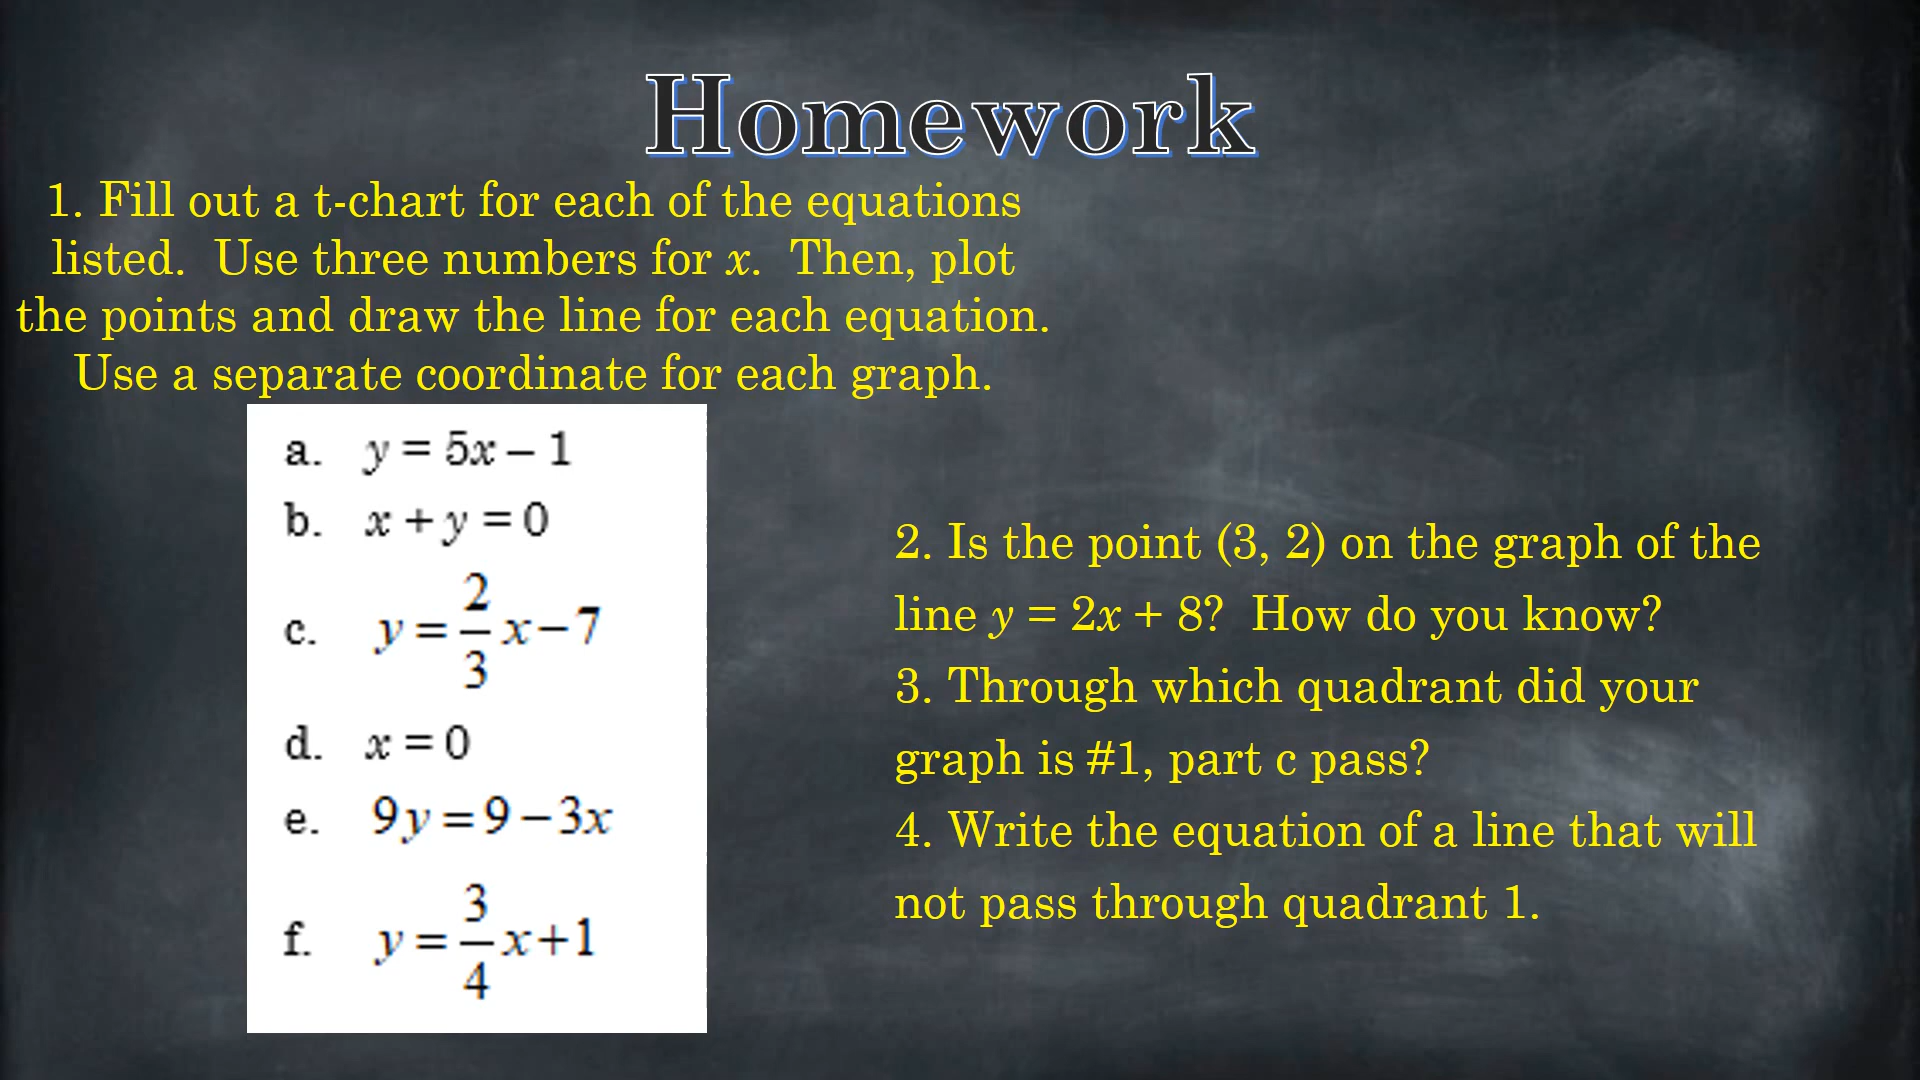 Homework
1. Fill out a t-chart for each of the equations
listed.  Use three numbers for x.  Then, plot
the points and draw the line for each equation.
Use a separate coordinate for each graph.
a. y = 5x – 1
b. x + y = 0
c. y = 2/3 x – 7
d. x = 0
e. 9y = 9 – 3x
f. y = 3/4 x + 1
2. Is the point (3, 2) on the graph of the
line y = 2x + 8?  How do you know?
3. Through which quadrant did your
graph is #1, part c pass?
4. Write the equation of a line that will
not pass through quadrant 1.